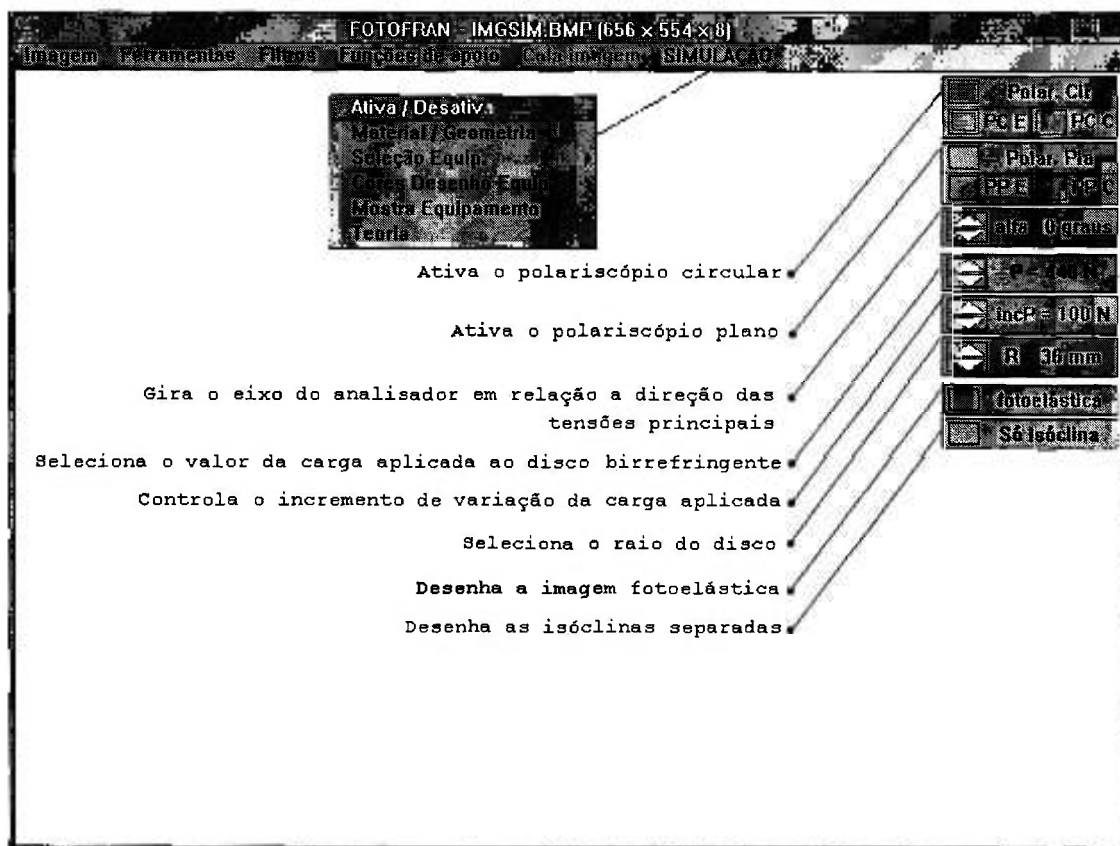 FOTOFRAN - IMGSIM.BMP (656 x 554 x 8)
Imagem Ferramentas Filtros Funções de apoio Cola Imagem SIMULAÇÃO
Ativa / Desativa
Material / Geometria
Seleção Equip.
Cores Desenho Equip.
Mostra Equipamento
Teoria
Polar. Cir
PC E PC C
Polar. Pla
PP E PP C
alfa 0 graus
P =
incP = 100 N
R 36 mm
fotoelastica
Só Isóclina
Ativa o polariscópio circular
Ativa o polariscópio plano
Gira o eixo do analisador em relação a direção das
tensões principais
Seleciona o valor da carga aplicada ao disco birrefringente
Controla o incremento de variação da carga aplicada
Seleciona o raio do disco
Desenha a imagem fotoelástica
Desenha as isóclinas separadas